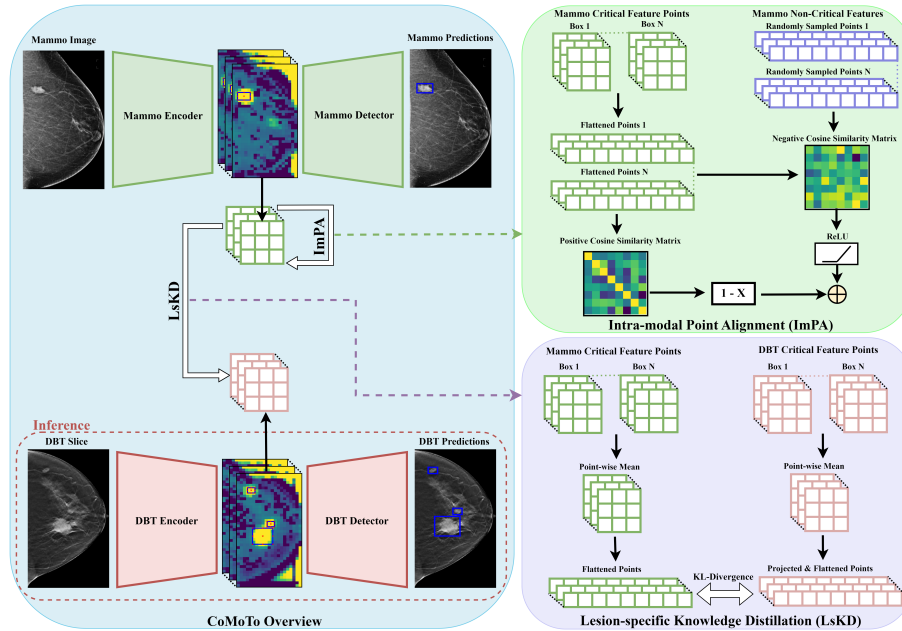 Mammo Image
Mammo Predictions
Mammo Encoder
Mammo Detector
ImPA
LsKD
Inference
DBT Slice
DBT Predictions
DBT Encoder
DBT Detector
CoMoTo Overview
Mammo Critical Feature Points
Box 1
Box N
Mammo Non-Critical Features
Randomly Sampled Points 1
Randomly Sampled Points N
Flattened Points 1
Flattened Points N
Negative Cosine Similarity Matrix
ReLU
Positive Cosine Similarity Matrix
1 - X
Intra-modal Point Alignment (ImPA)
Mammo Critical Feature Points
DBT Critical Feature Points
Box 1
Box N
Box 1
Box N
Point-wise Mean
Point-wise Mean
Flattened Points
KL-Divergence
Projected & Flattened Points
Lesion-specific Knowledge Distillation (LsKD)